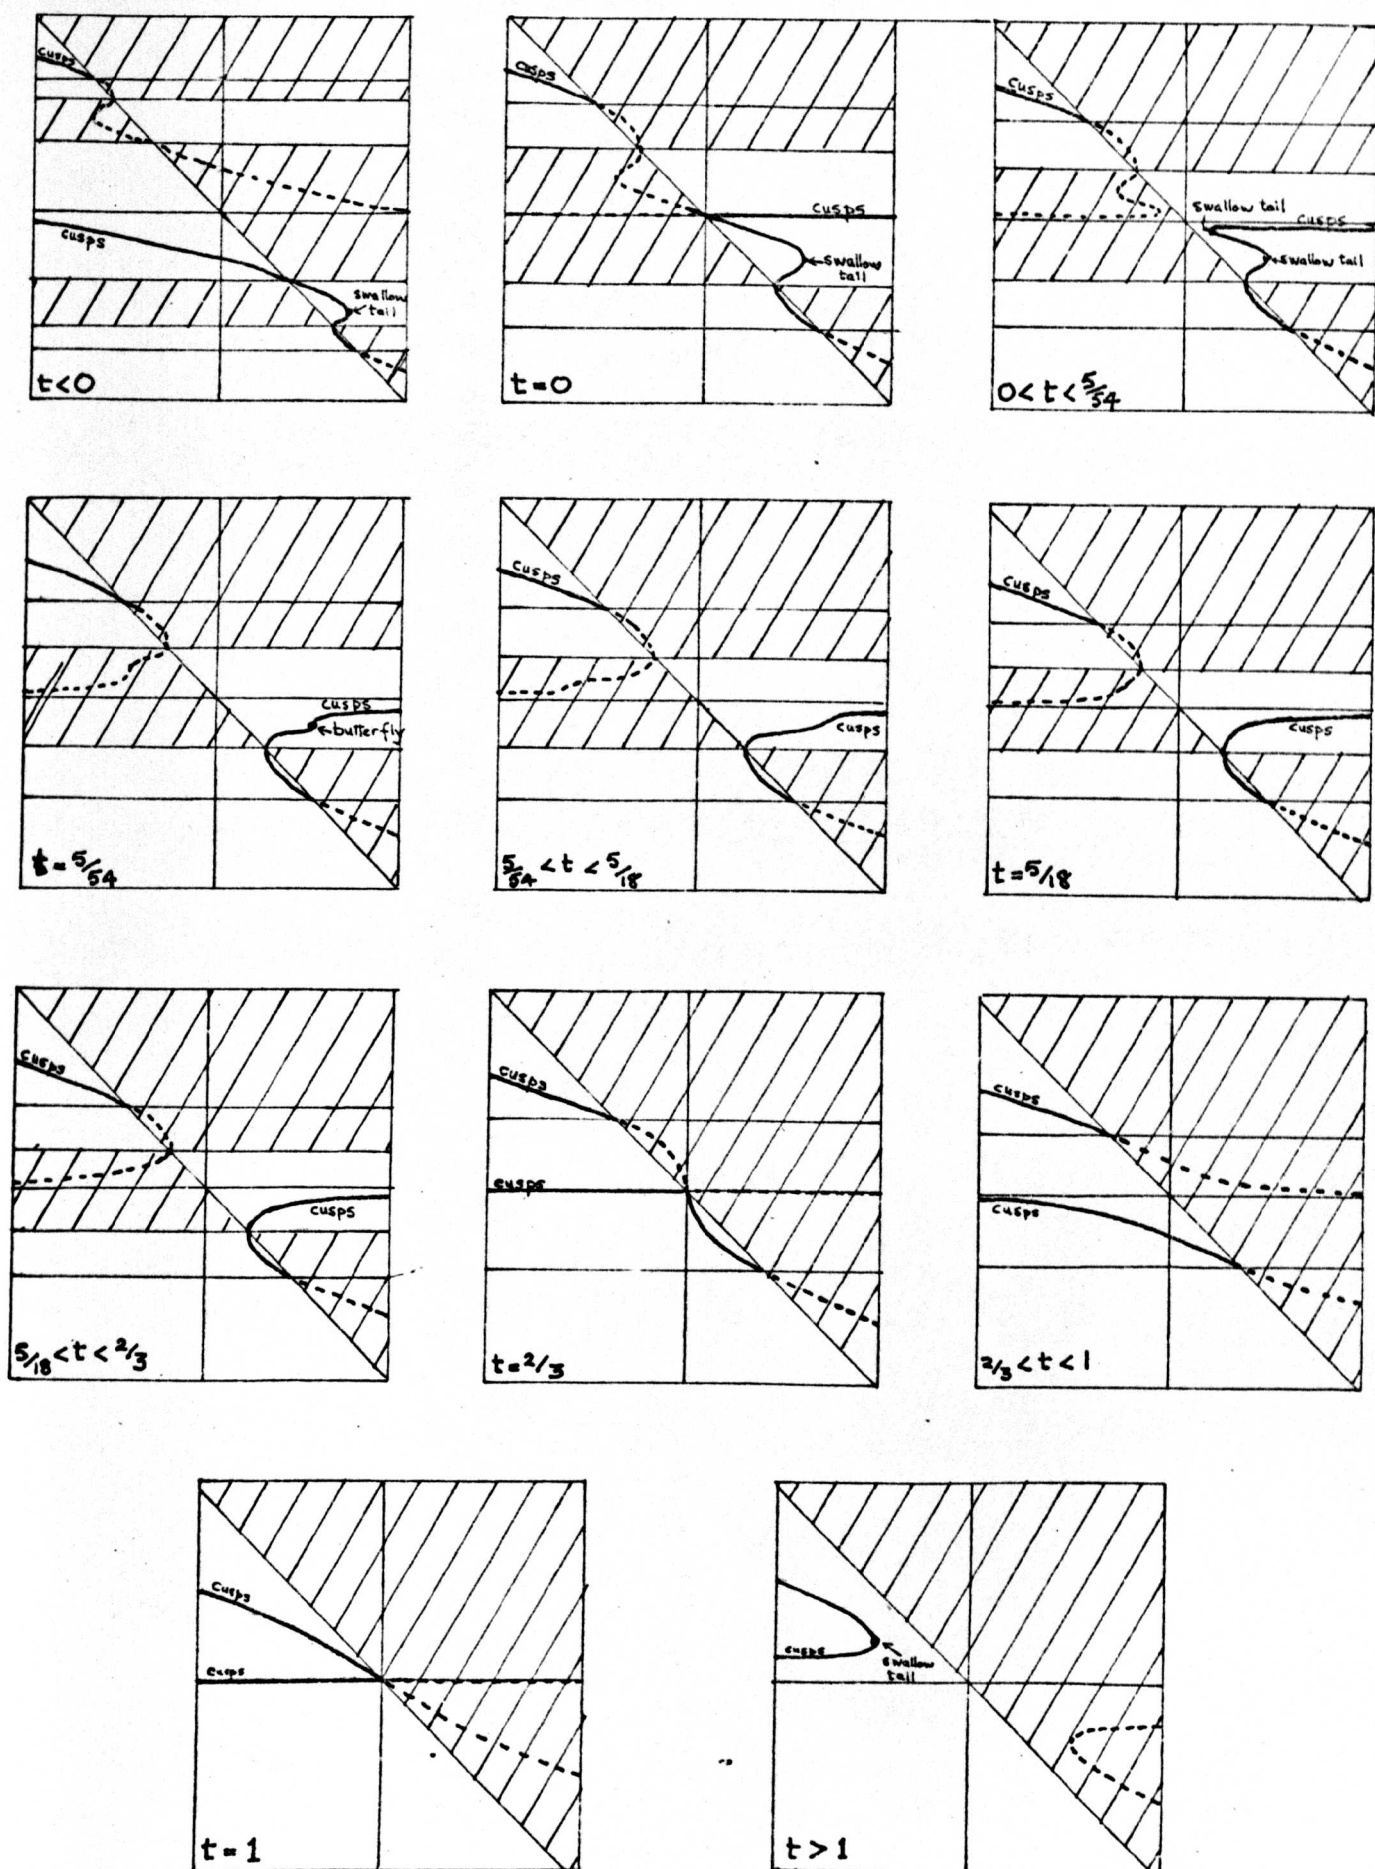 cusps
cusps
swallow
tail
t<0
cusps
cusps
swallow
tail
t=0
cusps
swallow tail
cusps
swallow tail
0<t<5/54
cusps
butterfly
t=5/54
cusps
cusps
5/54<t<5/18
cusps
cusps
t=5/18
cusps
cusps
5/18<t<2/3
cusps
cusps
t=2/3
cusps
cusps
2/3<t<1
cusps
cusps
t=1
cusps
swallow
tail
t>1